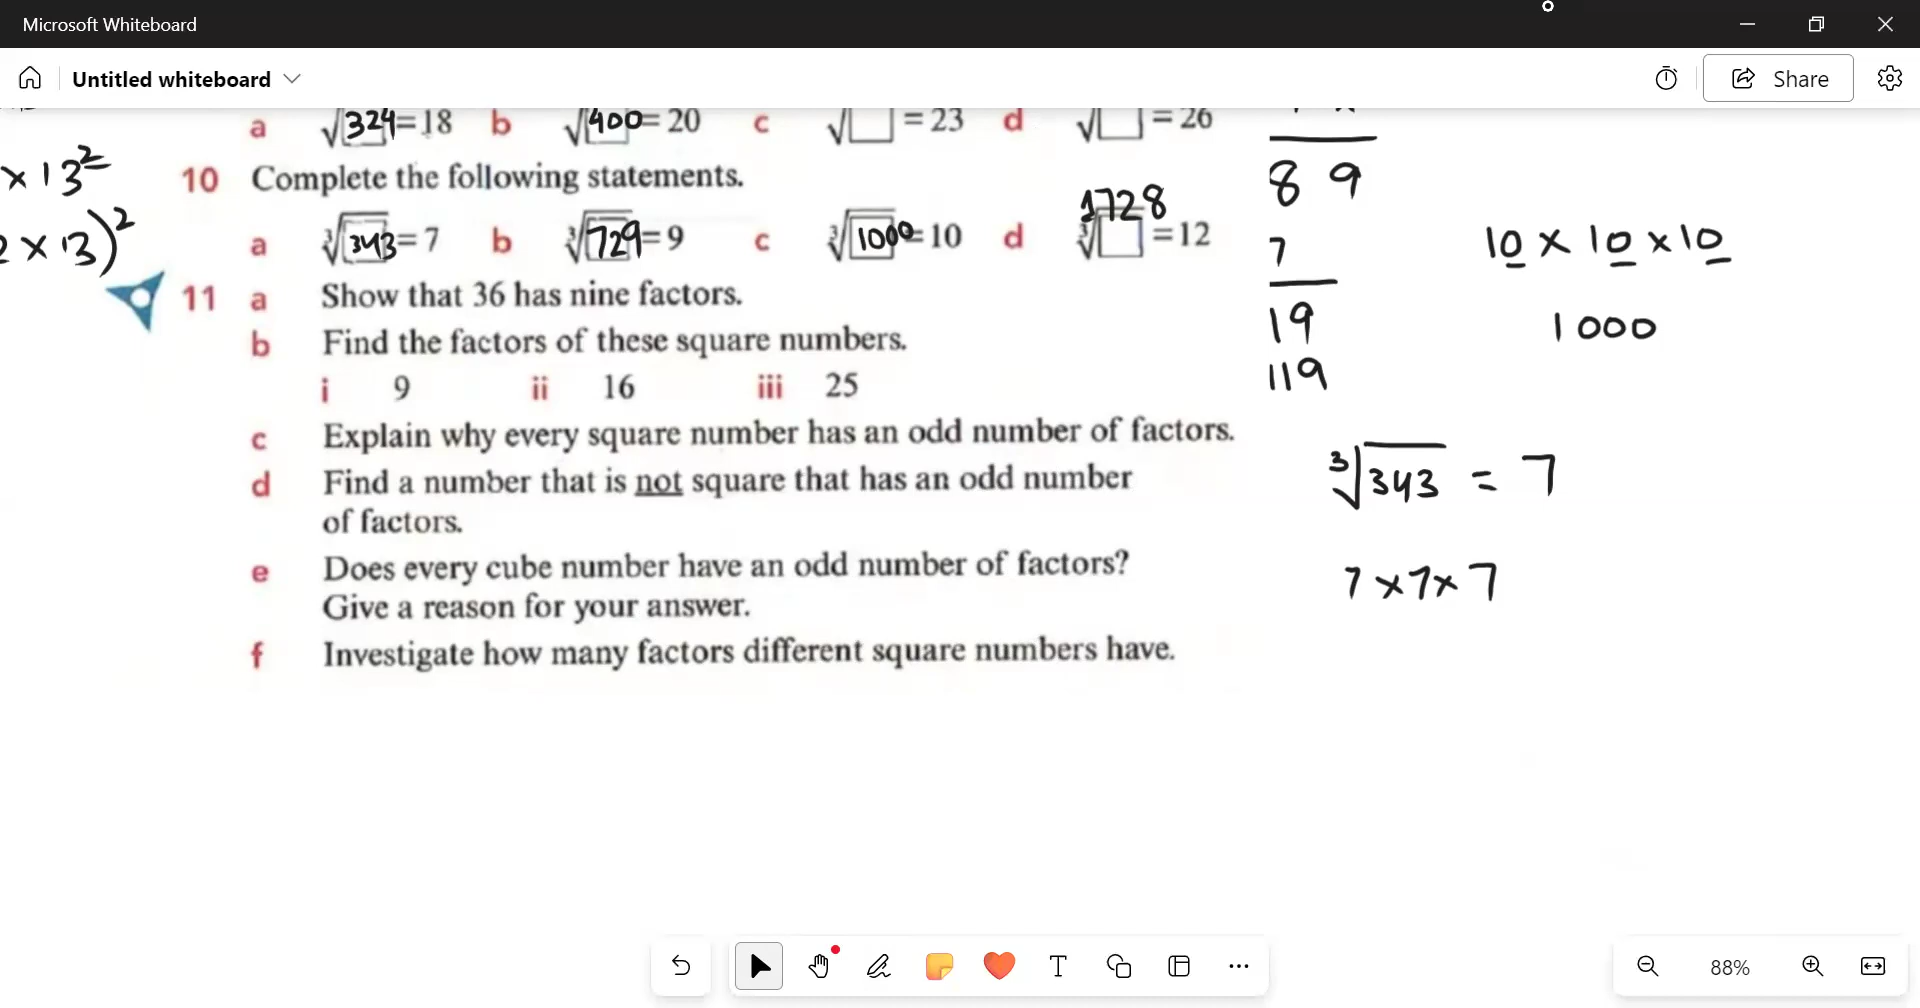 Microsoft Whiteboard
Untitled whiteboard
Share
a √324=18 b √400=20 c √□ = 23 d √□ = 26
× 13²
10 Complete the following statements.
8 9
× 13)²
a ∛343=7 b ∛729=9 c ∛1000=10 d ∛□ =12
1728
7
10 × 10 × 10
11 a Show that 36 has nine factors.
19
1000
b Find the factors of these square numbers.
i 9 ii 16 iii 25
119
c Explain why every square number has an odd number of factors.
d Find a number that is not square that has an odd number
of factors.
∛343 = 7
e Does every cube number have an odd number of factors?
Give a reason for your answer.
7 × 7 × 7
f Investigate how many factors different square numbers have.
88%